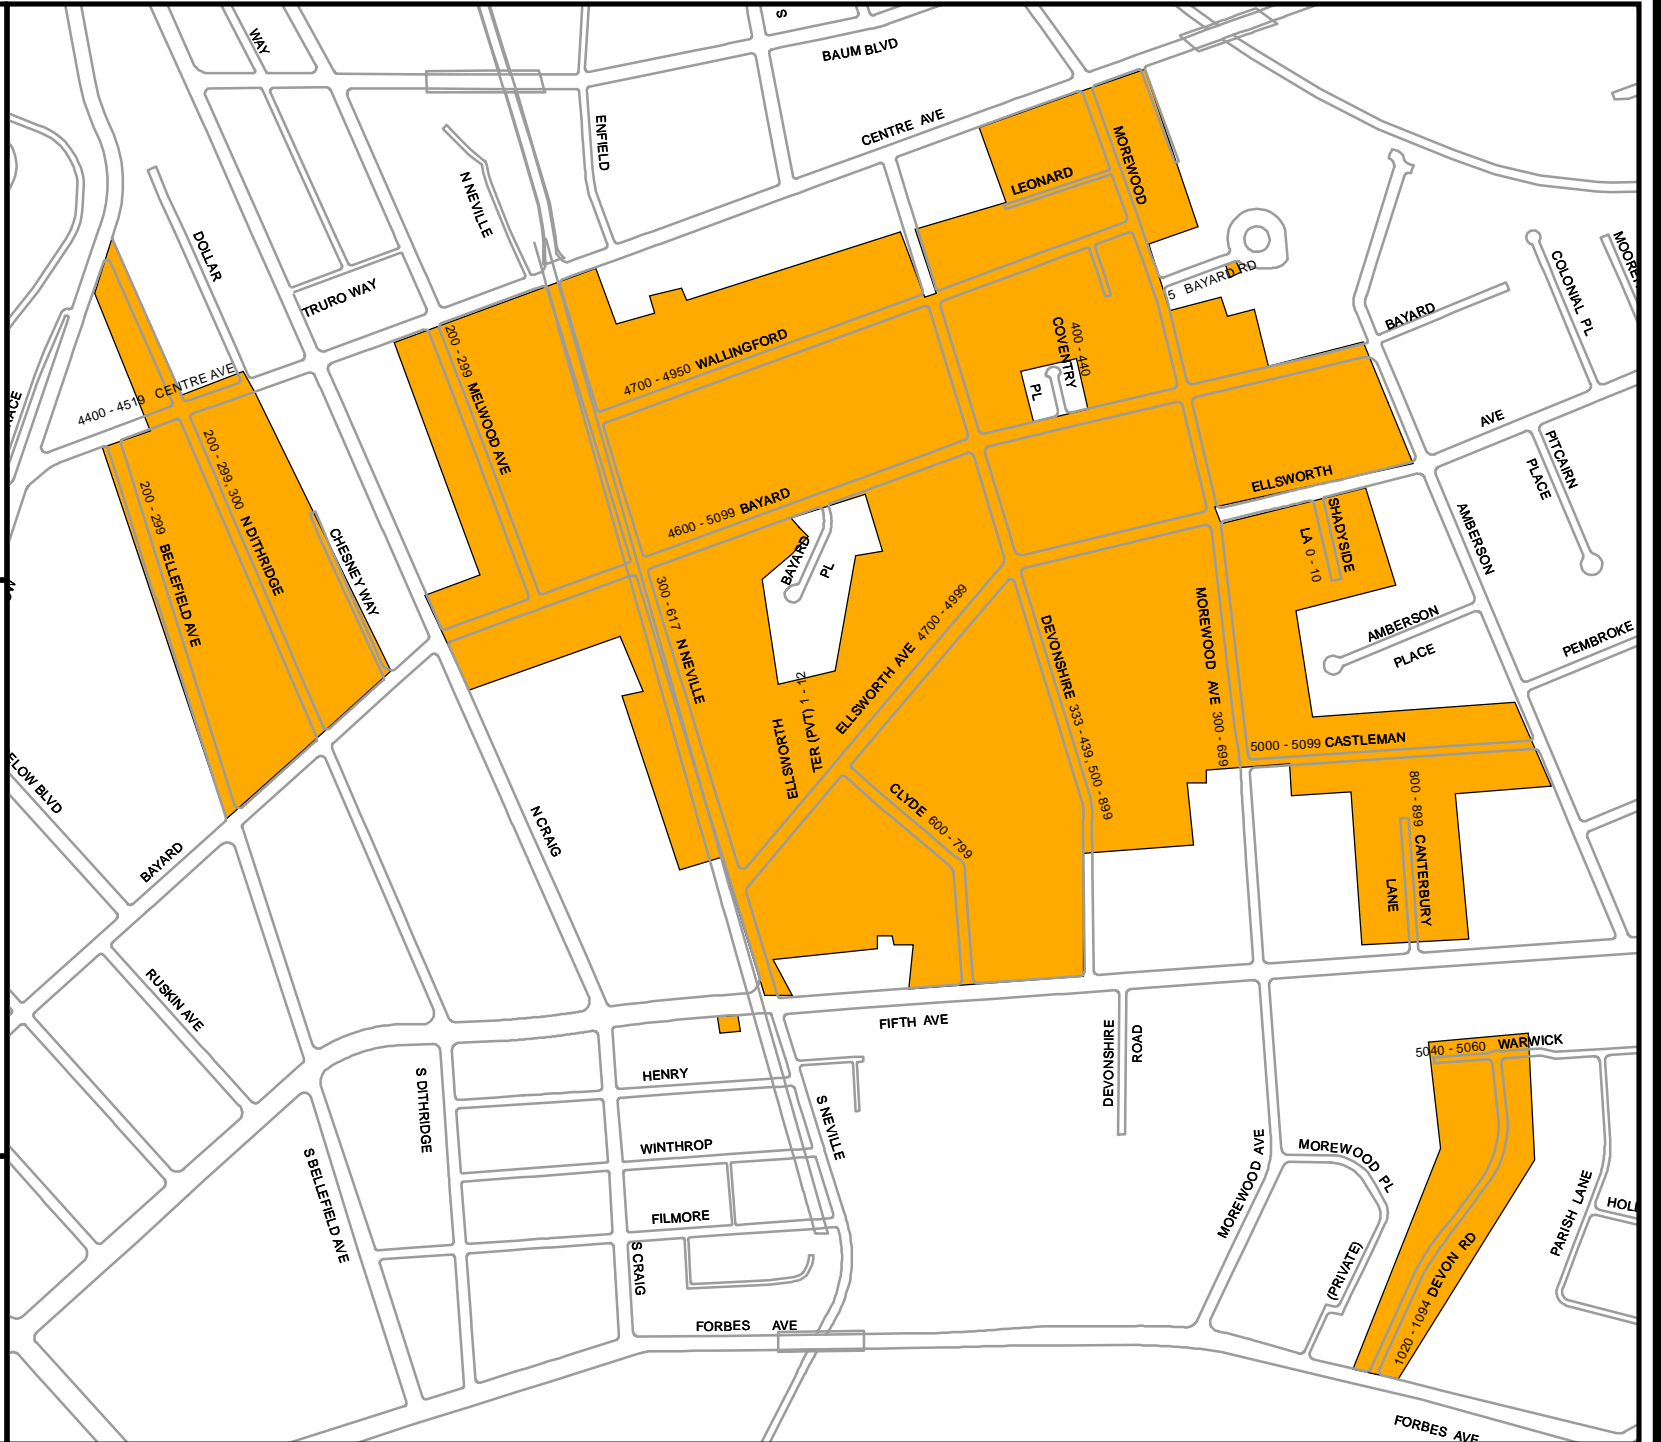 S
WAY
BAUM BLVD
ENFIELD
CENTRE AVE
MOREWOOD
N NEVILLE
LEONARD
DOLLAR
TRURO WAY
5 BAYARD RD
COLONIAL PL
BAYARD
200 - 299 MELWOOD AVE
4700 - 4950 WALLINGFORD
COVENTRY
PL
400 - 440
4400 - 4519 CENTRE AVE
AVE
PITCAIRN
PLACE
200 - 299, 300 N DITHRIDGE
200 - 299 BELLEFIELD AVE
CHESNEY WAY
4600 - 5099 BAYARD
BAYARD
PL
ELLSWORTH
LA 0 - 10
SHADYSIDE
AMBERSON
300 - 617 N NEVILLE
ELLSWORTH AVE 4700 - 4999
DEVONSHIRE 333 - 439, 500 - 899
MOREWOOD AVE 300 - 699
AMBERSON
PLACE
PEMBROKE
ELLSWORTH
TER (PVT) 1 - 12
5000 - 5099 CASTLEMAN
800 - 899 CANTERBURY
LANE
CLYDE 600 - 799
N CRAIG
ELOW BLVD
BAYARD
RUSKIN AVE
FIFTH AVE
DEVONSHIRE
ROAD
5040 - 5060 WARWICK
HENRY
S DITHRIDGE
S NEVILLE
WINTHROP
S BELLEFIELD AVE
MOREWOOD AVE
MOREWOOD PL
(PRIVATE)
PARISH LANE
HOL
FILMORE
S CRAIG
1020 - 1094 DEVON RD
FORBES AVE
FORBES AVE